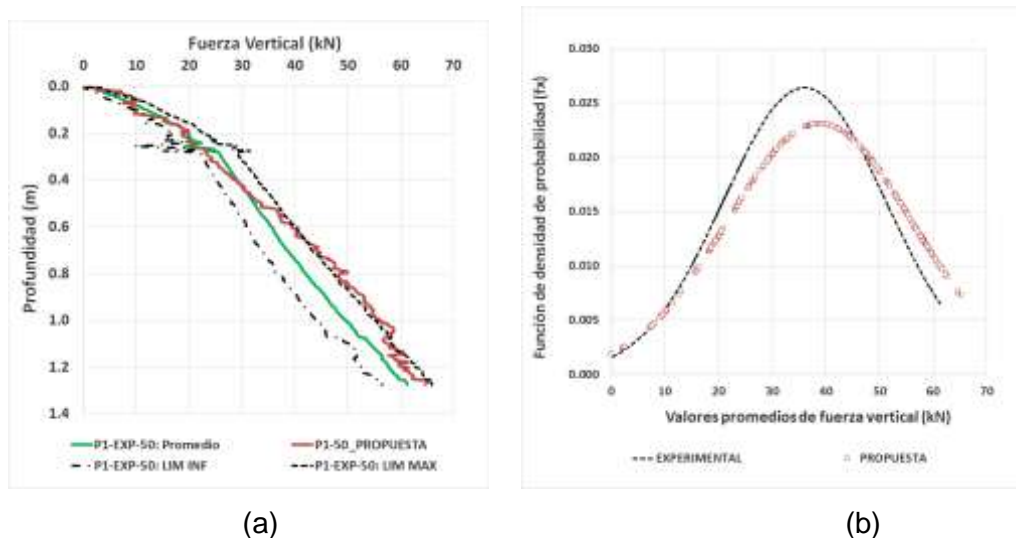 Fuerza Vertical (kN)
0 10 20 30 40 50 60 70
0.0
0.2
0.4
0.6
0.8
1.0
1.2
1.4
Profundidad (m)
P1-EXP-50: Promedio
P1-50_PROPUESTA
P1-EXP-50: LIM INF
P1-EXP-50: LIM MAX
(a)
Función de densidad de probabilidad (fx)
0.030
0.025
0.020
0.015
0.010
0.005
0.000
0 10 20 30 40 50 60 70
Valores promedios de fuerza vertical (kN)
EXPERIMENTAL
PROPUESTA
(b)